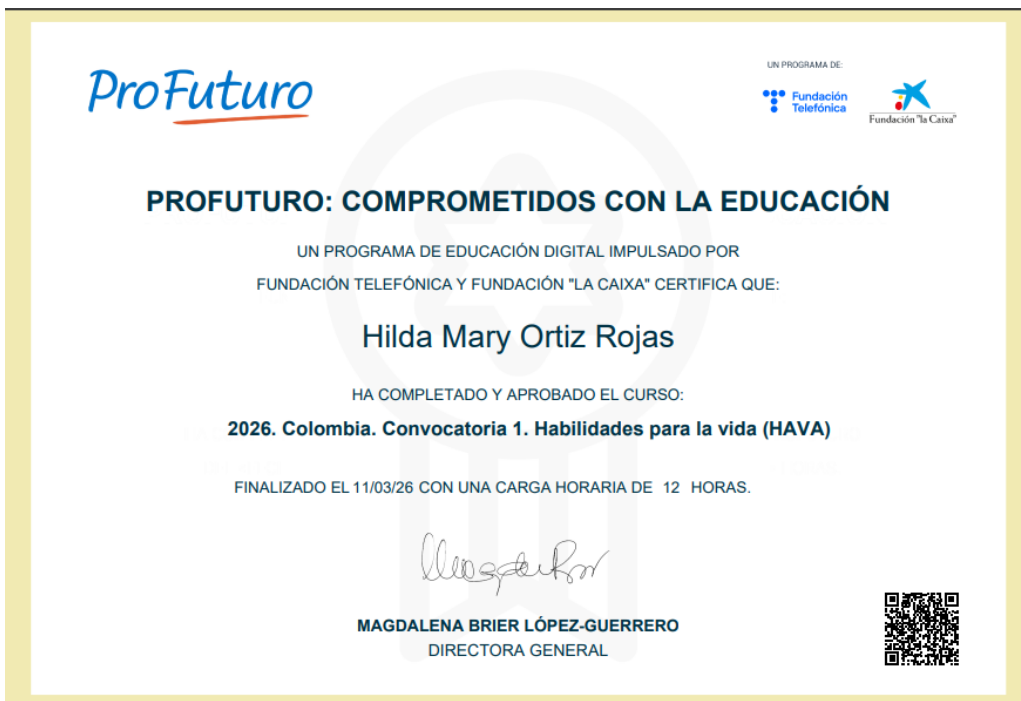 ProFuturo
UN PROGRAMA DE:
Fundación
Telefónica
Fundación "la Caixa"
PROFUTURO: COMPROMETIDOS CON LA EDUCACIÓN
UN PROGRAMA DE EDUCACIÓN DIGITAL IMPULSADO POR
FUNDACIÓN TELEFÓNICA Y FUNDACIÓN "LA CAIXA" CERTIFICA QUE:
Hilda Mary Ortiz Rojas
HA COMPLETADO Y APROBADO EL CURSO:
2026. Colombia. Convocatoria 1. Habilidades para la vida (HAVA)
FINALIZADO EL 11/03/26 CON UNA CARGA HORARIA DE 12 HORAS.
MAGDALENA BRIER LÓPEZ-GUERRERO
DIRECTORA GENERAL